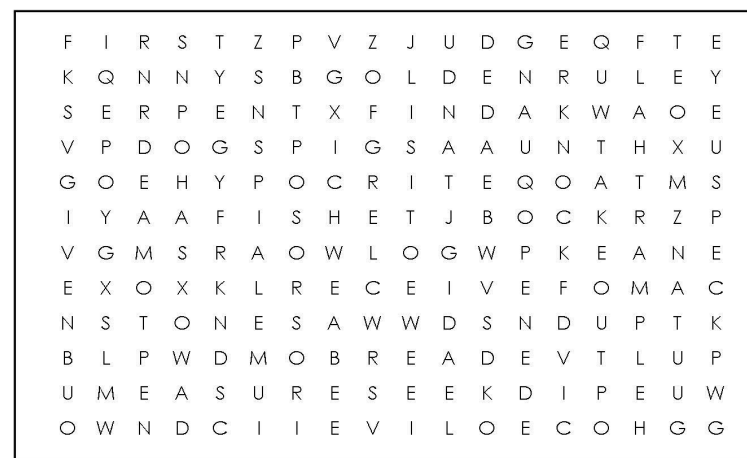 F I R S T Z P V Z J U D G E Q F T E
K Q N N Y S B G O L D E N R U L E Y
S E R P E N T X F I N D A K W A O E
V P D O G S P I G S A A U N T H X U
G O E H Y P O C R I T E Q O A T M S
I Y A A F I S H E T J B O C K R Z P
V G M S R A O W L O G W P K E A N E
E X O X K L R E C E I V E F O M A C
N S T O N E S A W W D S N D U P T K
B L P W D M O B R E A D E V T L U P
U M E A S U R E S E E K D I P E U W
O W N D C I I E V I L O E C O H G G